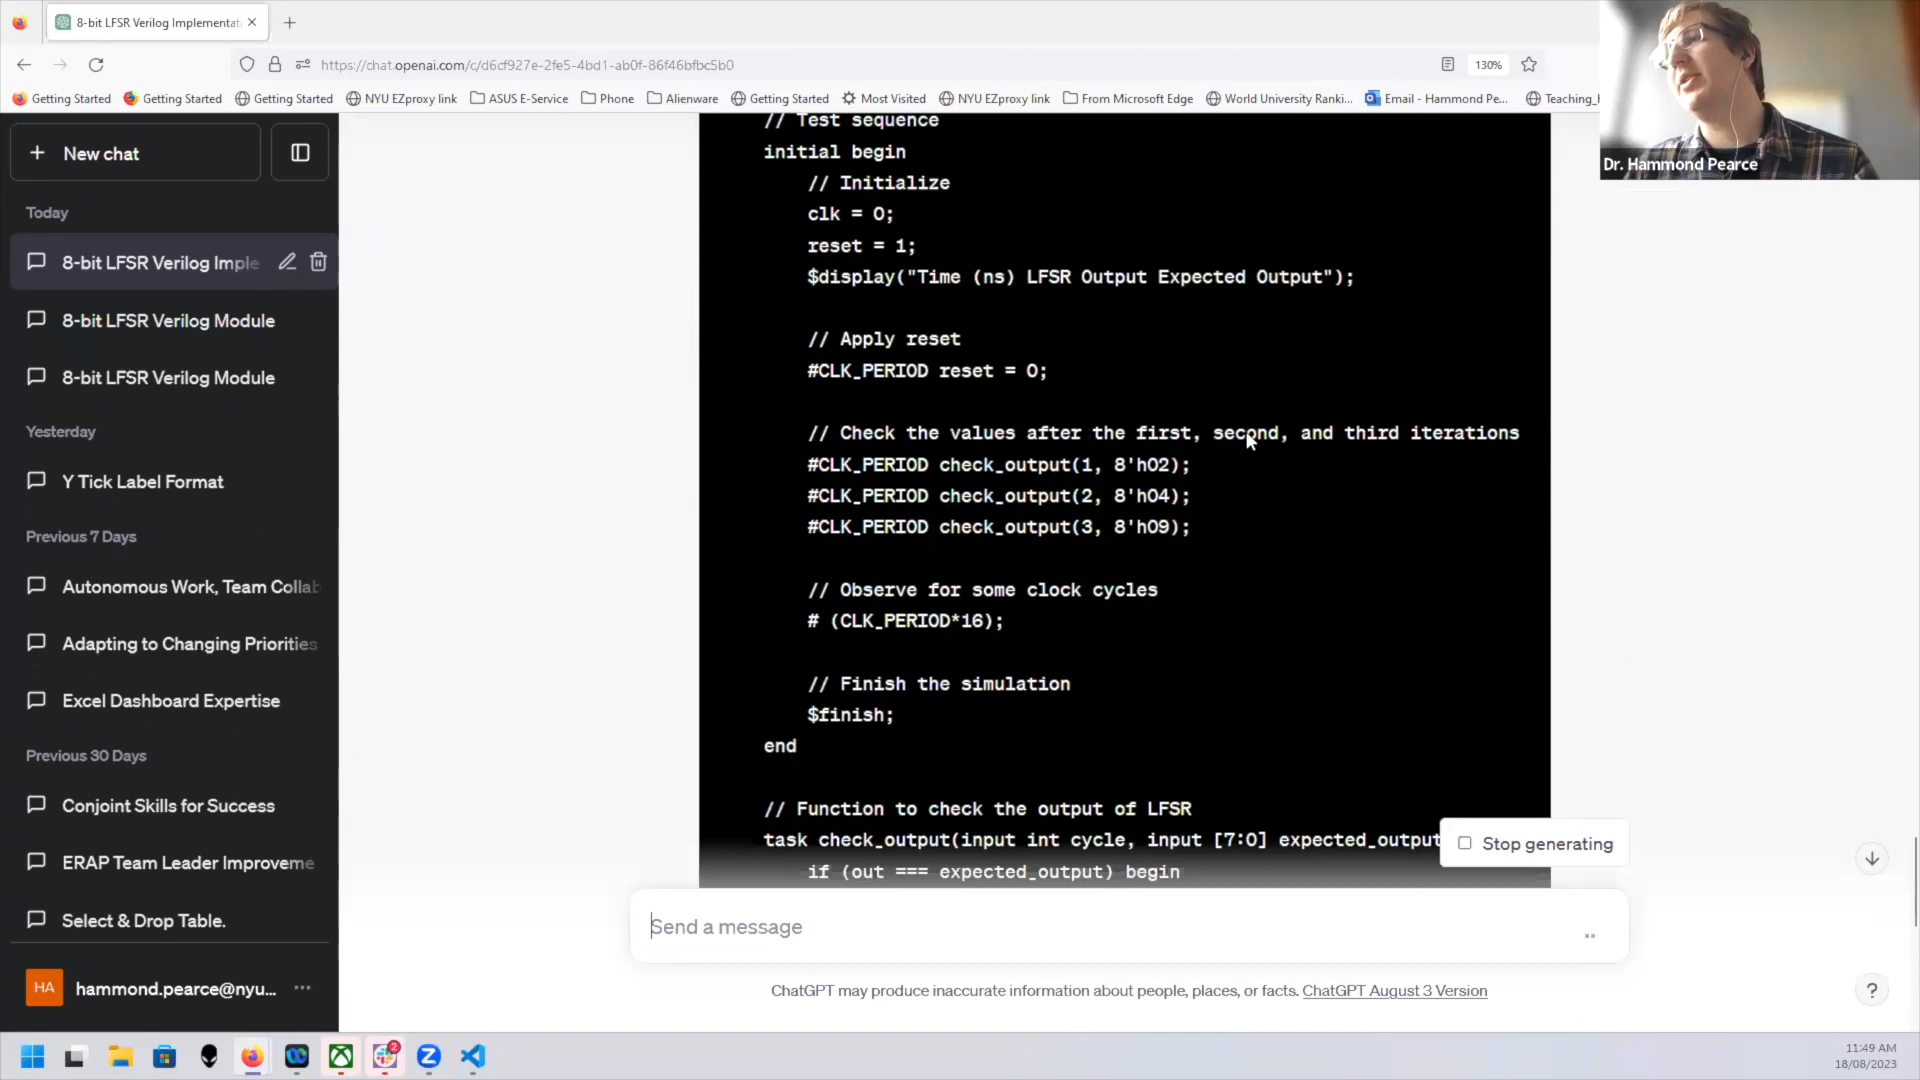 8-bit LFSR Verilog Implementat
https://chat.openai.com/c/d6cf927e-2fe5-4bd1-ab0f-86f46bfbc5b0
130%
Getting Started
Getting Started
Getting Started
NYU EZproxy link
ASUS E-Service
Phone
Alienware
Getting Started
Most Visited
NYU EZproxy link
From Microsoft Edge
World University Ranki...
Email - Hammond Pe...
Teaching_
Dr. Hammond Pearce
New chat
Today
8-bit LFSR Verilog Imple
8-bit LFSR Verilog Module
8-bit LFSR Verilog Module
Yesterday
Y Tick Label Format
Previous 7 Days
Autonomous Work, Team Collab
Adapting to Changing Priorities
Excel Dashboard Expertise
Previous 30 Days
Conjoint Skills for Success
ERAP Team Leader Improveme
Select & Drop Table.
HA
hammond.pearce@nyu...
// Test sequence
initial begin
// Initialize
clk = 0;
reset = 1;
$display("Time (ns) LFSR Output Expected Output");
// Apply reset
#CLK_PERIOD reset = 0;
// Check the values after the first, second, and third iterations
#CLK_PERIOD check_output(1, 8'h02);
#CLK_PERIOD check_output(2, 8'h04);
#CLK_PERIOD check_output(3, 8'h09);
// Observe for some clock cycles
# (CLK_PERIOD*16);
// Finish the simulation
$finish;
end
// Function to check the output of LFSR
task check_output(input int cycle, input [7:0] expected_output
if (out === expected_output) begin
Stop generating
Send a message
ChatGPT may produce inaccurate information about people, places, or facts. ChatGPT August 3 Version
?
2
Z
11:49 AM
18/08/2023